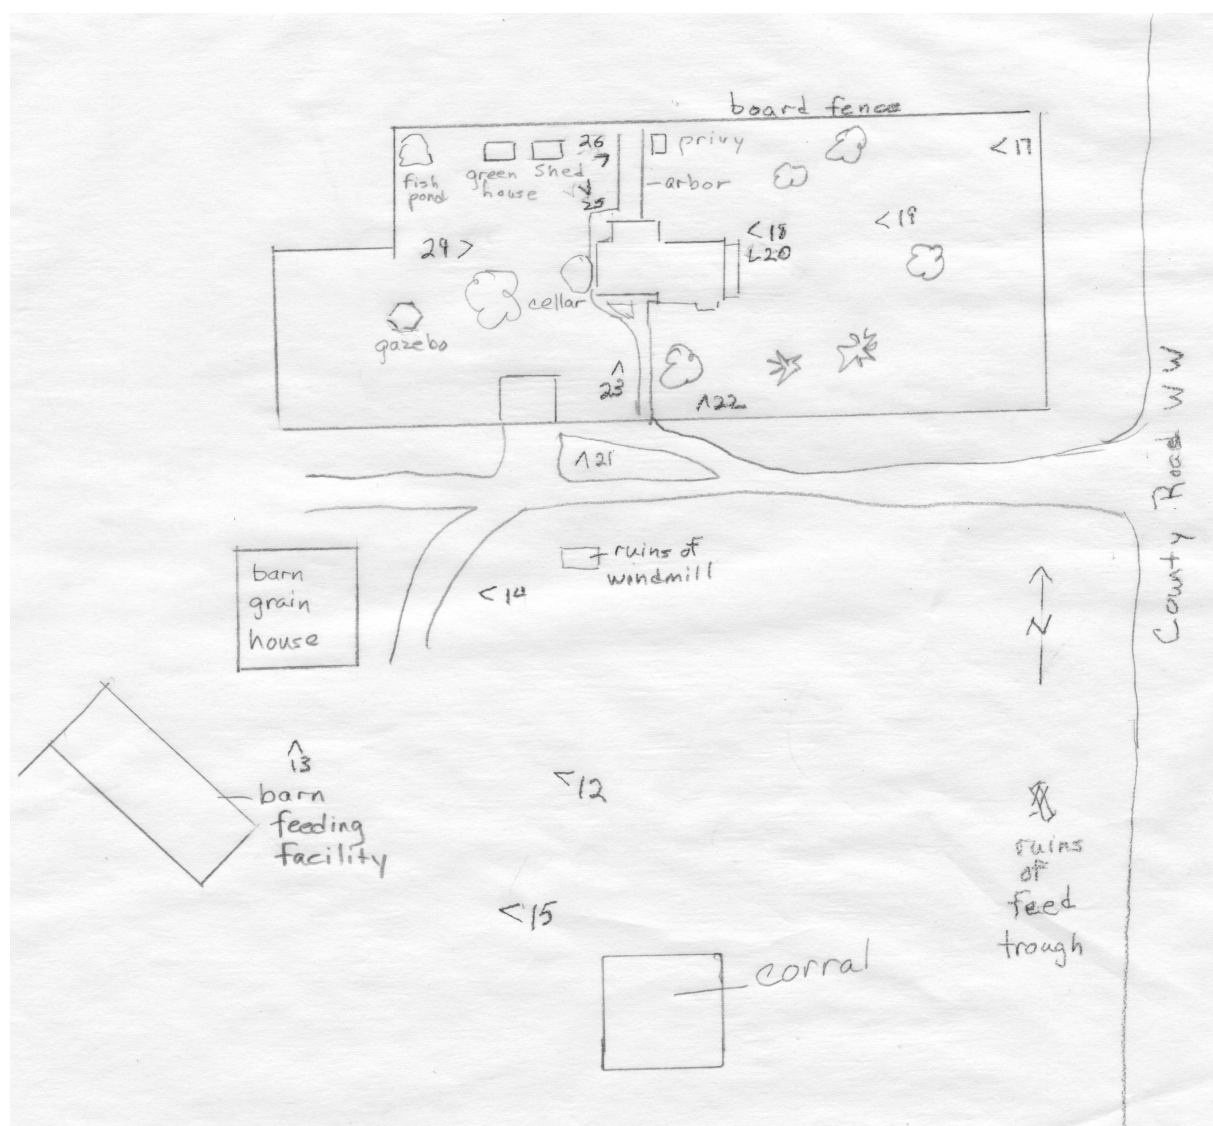 board fence
26
7
privy
<17
fish
pond
green
house
shed
arbor
25
<19
<18
20
29 >
cellar
gazebo
^
23
^22
^21
County Road WW
ruins of
windmill
barn
grain
house
<14
N
^
13
barn
feeding
facility
<12
ruins
of
feed
trough
<15
corral